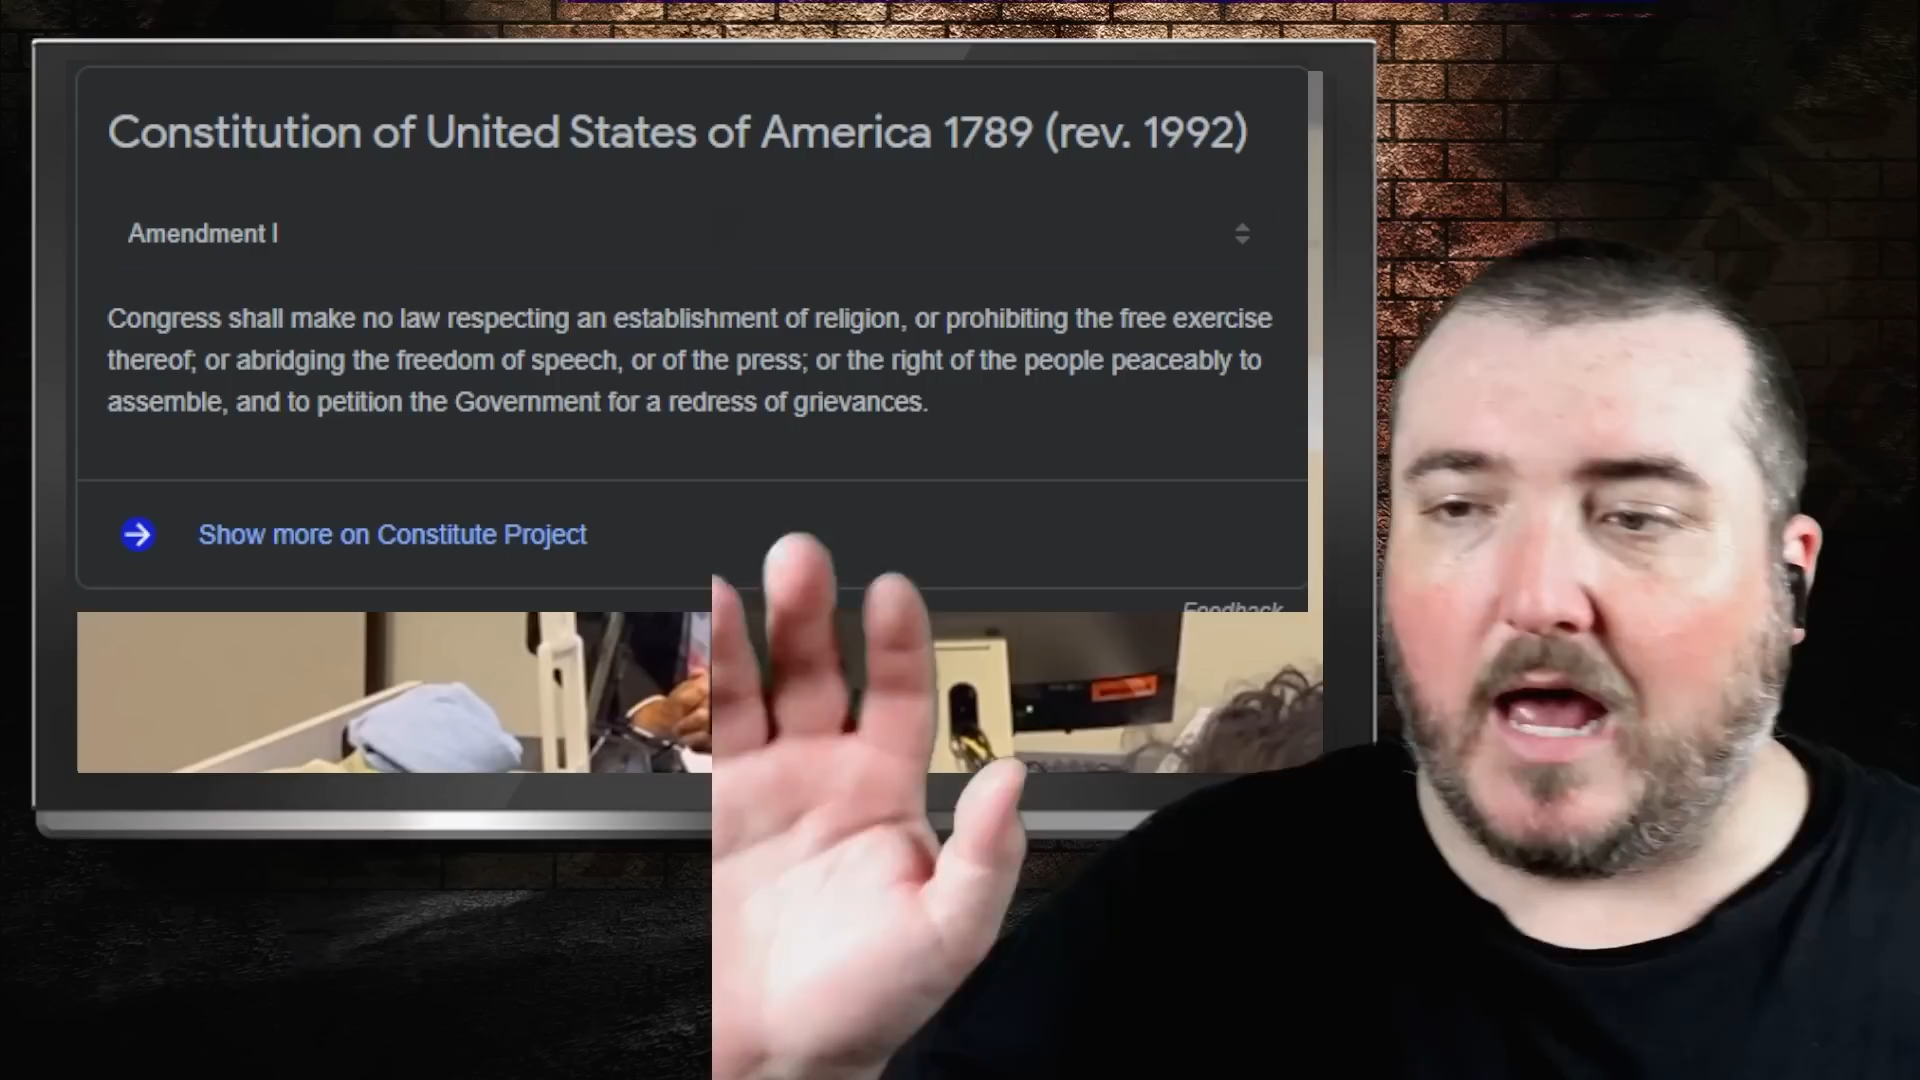 Constitution of United States of America 1789 (rev. 1992)
Amendment I
Congress shall make no law respecting an establishment of religion, or prohibiting the free exercise
thereof; or abridging the freedom of speech, or of the press; or the right of the people peaceably to
assemble, and to petition the Government for a redress of grievances.
Show more on Constitute Project
Feedback